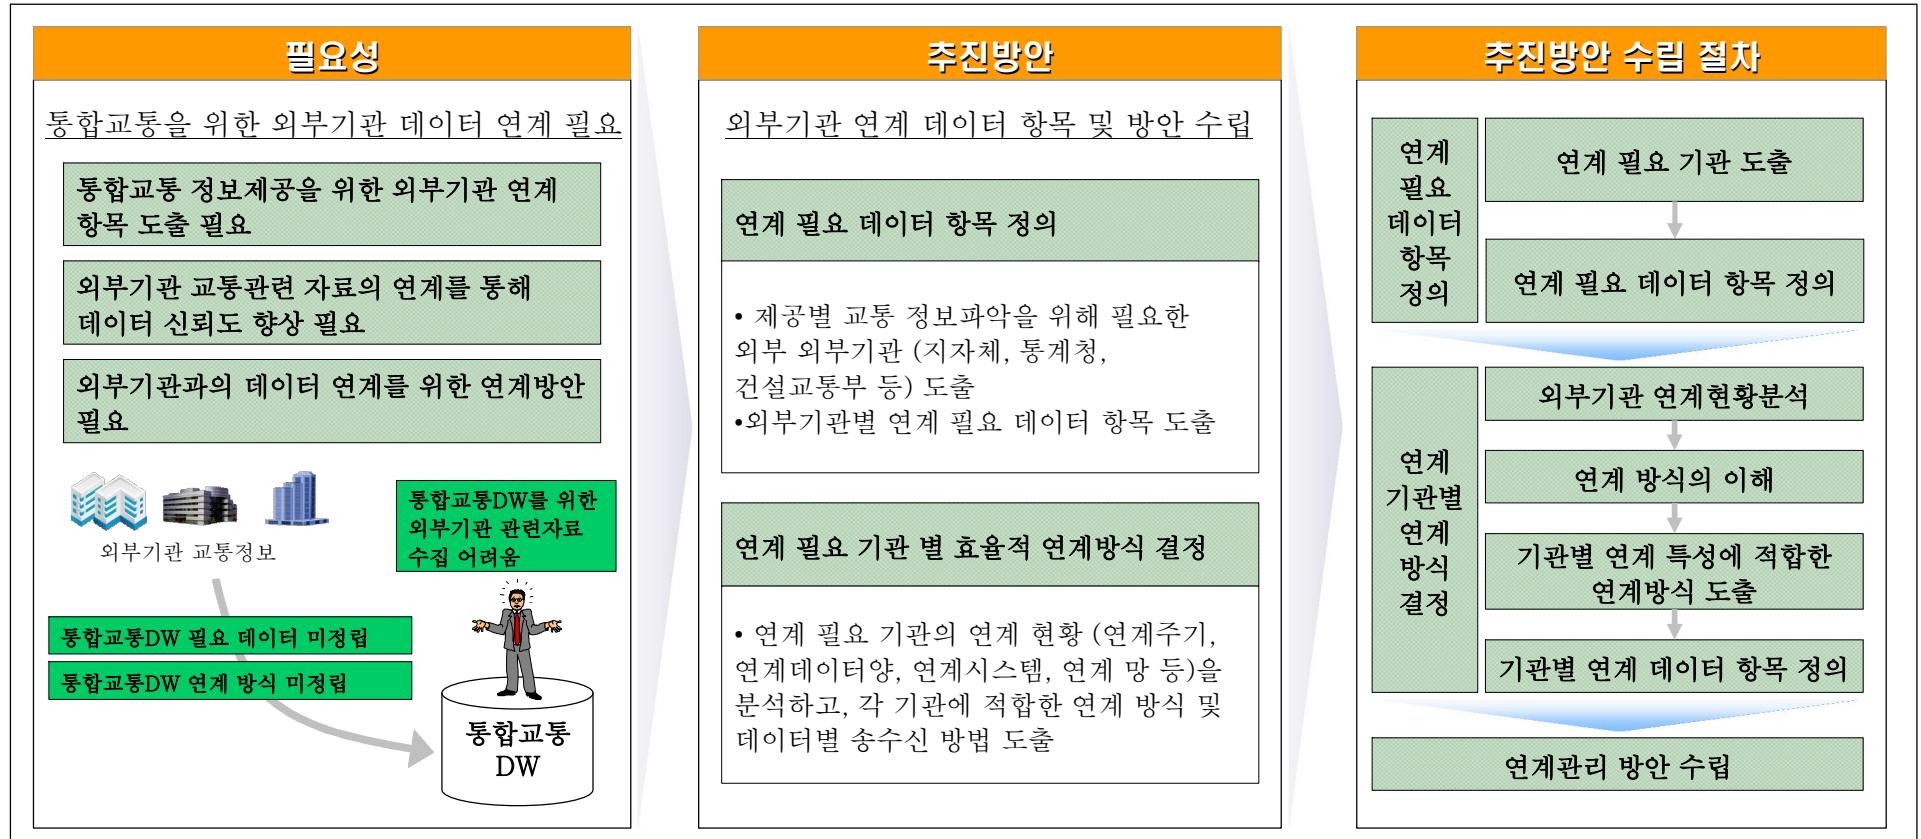 필요성
통합교통을 위한 외부기관 데이터 연계 필요
통합교통 정보제공을 위한 외부기관 연계
항목 도출 필요
외부기관 교통관련 자료의 연계를 통해
데이터 신뢰도 향상 필요
외부기관과의 데이터 연계를 위한 연계방안
필요
외부기관 교통정보
통합교통DW를 위한
외부기관 관련자료
수집 어려움
통합교통DW 필요 데이터 미정립
통합교통DW 연계 방식 미정립
통합교통
DW
추진방안
외부기관 연계 데이터 항목 및 방안 수립
연계 필요 데이터 항목 정의
• 제공별 교통 정보파악을 위해 필요한
외부 외부기관 (지자체, 통계청,
건설교통부 등) 도출
•외부기관별 연계 필요 데이터 항목 도출
연계 필요 기관 별 효율적 연계방식 결정
• 연계 필요 기관의 연계 현황 (연계주기,
연계데이터양, 연계시스템, 연계 망 등)을
분석하고, 각 기관에 적합한 연계 방식 및
데이터별 송수신 방법 도출
추진방안 수립 절차
연계
필요
데이터
항목
정의
연계 필요 기관 도출
연계 필요 데이터 항목 정의
연계
기관별
연계
방식
결정
외부기관 연계현황분석
연계 방식의 이해
기관별 연계 특성에 적합한
연계방식 도출
기관별 연계 데이터 항목 정의
연계관리 방안 수립